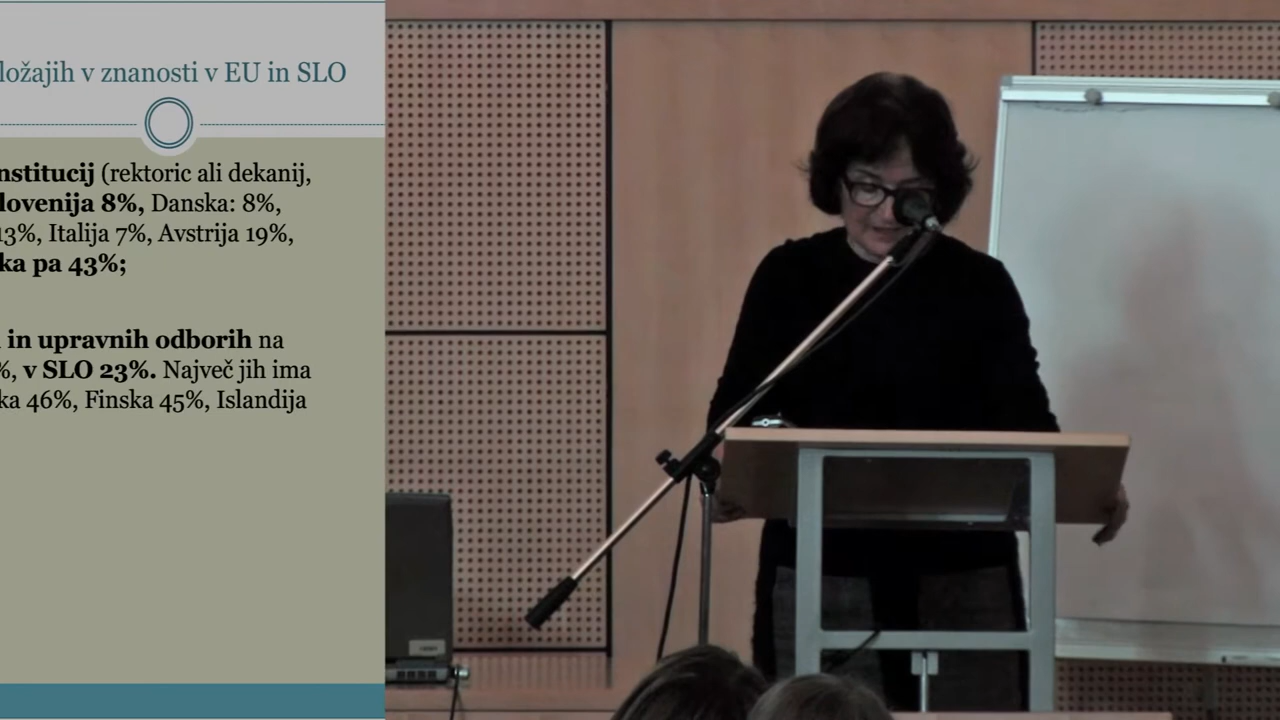 ložajih v znanosti v EU in SLO
nstitucij (rektoric ali dekanij,
lovenija 8%, Danska: 8%,
13%, Italija 7%, Avstrija 19%,
ka pa 43%;
in upravnih odborih na
%, v SLO 23%. Največ jih ima
ka 46%, Finska 45%, Islandija